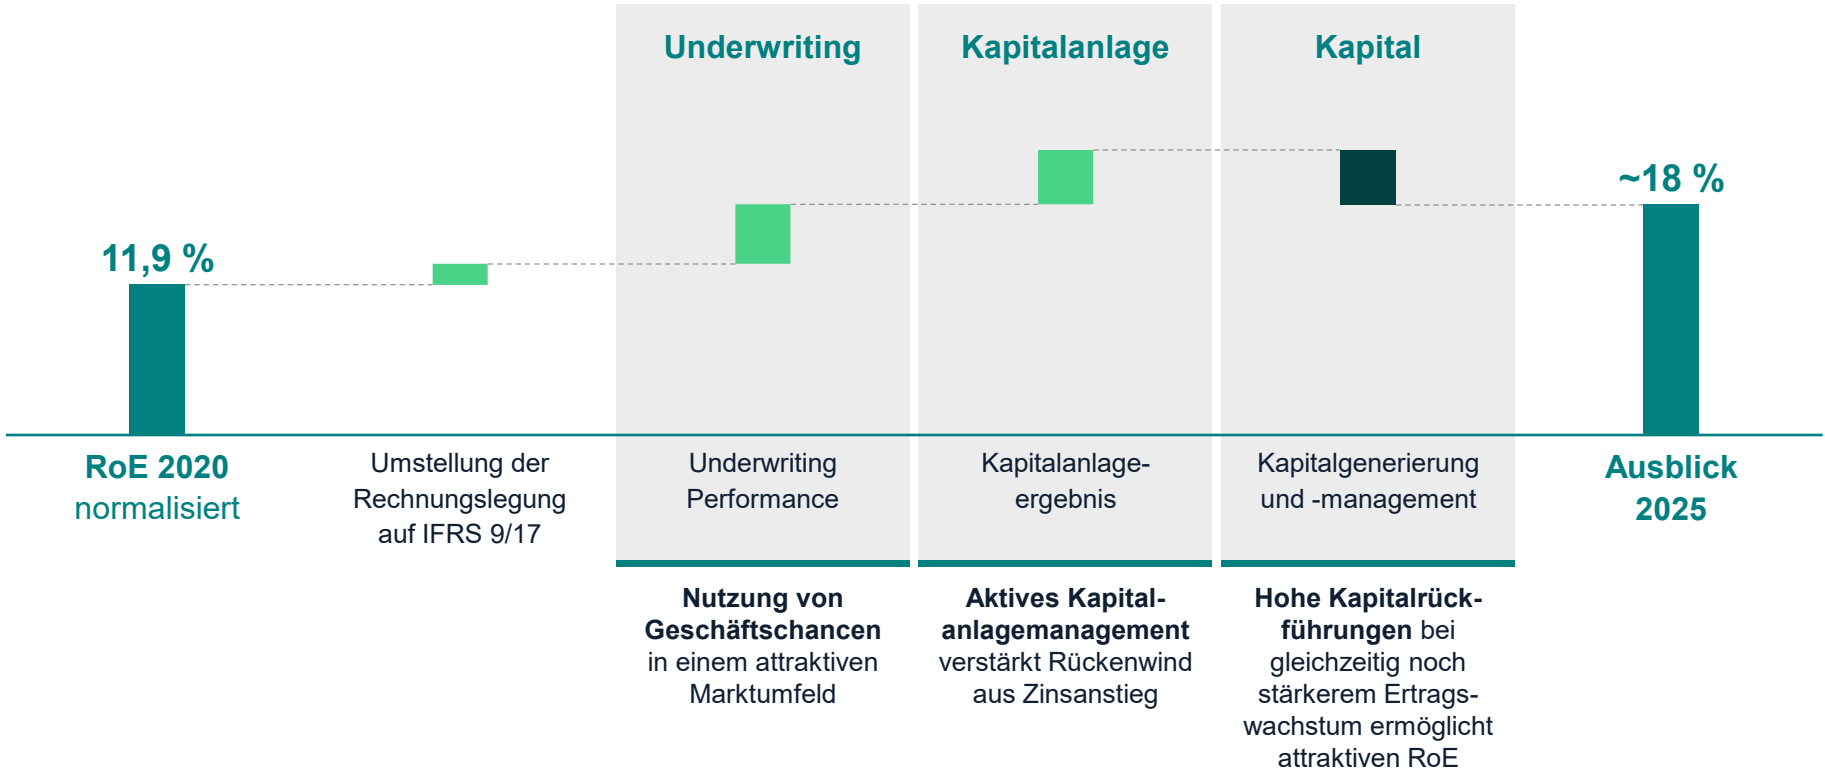 Underwriting
Kapitalanlage
Kapital
11,9 %
~18 %
RoE 2020
normalisiert
Umstellung der
Rechnungslegung
auf IFRS 9/17
Underwriting
Performance
Kapitalanlage-
ergebnis
Kapitalgenerierung
und -management
Ausblick
2025
Nutzung von
Geschäftschancen
in einem attraktiven
Marktumfeld
Aktives Kapital-
anlagemanagement
verstärkt Rückenwind
aus Zinsanstieg
Hohe Kapitalrück-
führungen bei
gleichzeitig noch
stärkerem Ertrags-
wachstum ermöglicht
attraktiven RoE